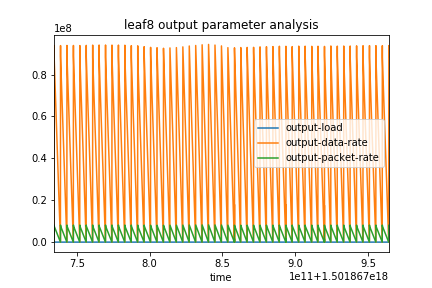 leaf8 output parameter analysis
1e8
0.8
0.6
0.4
0.2
0.0
output-load
output-data-rate
output-packet-rate
7.5 8.0 8.5 9.0 9.5
time
1e11+1.501867e18